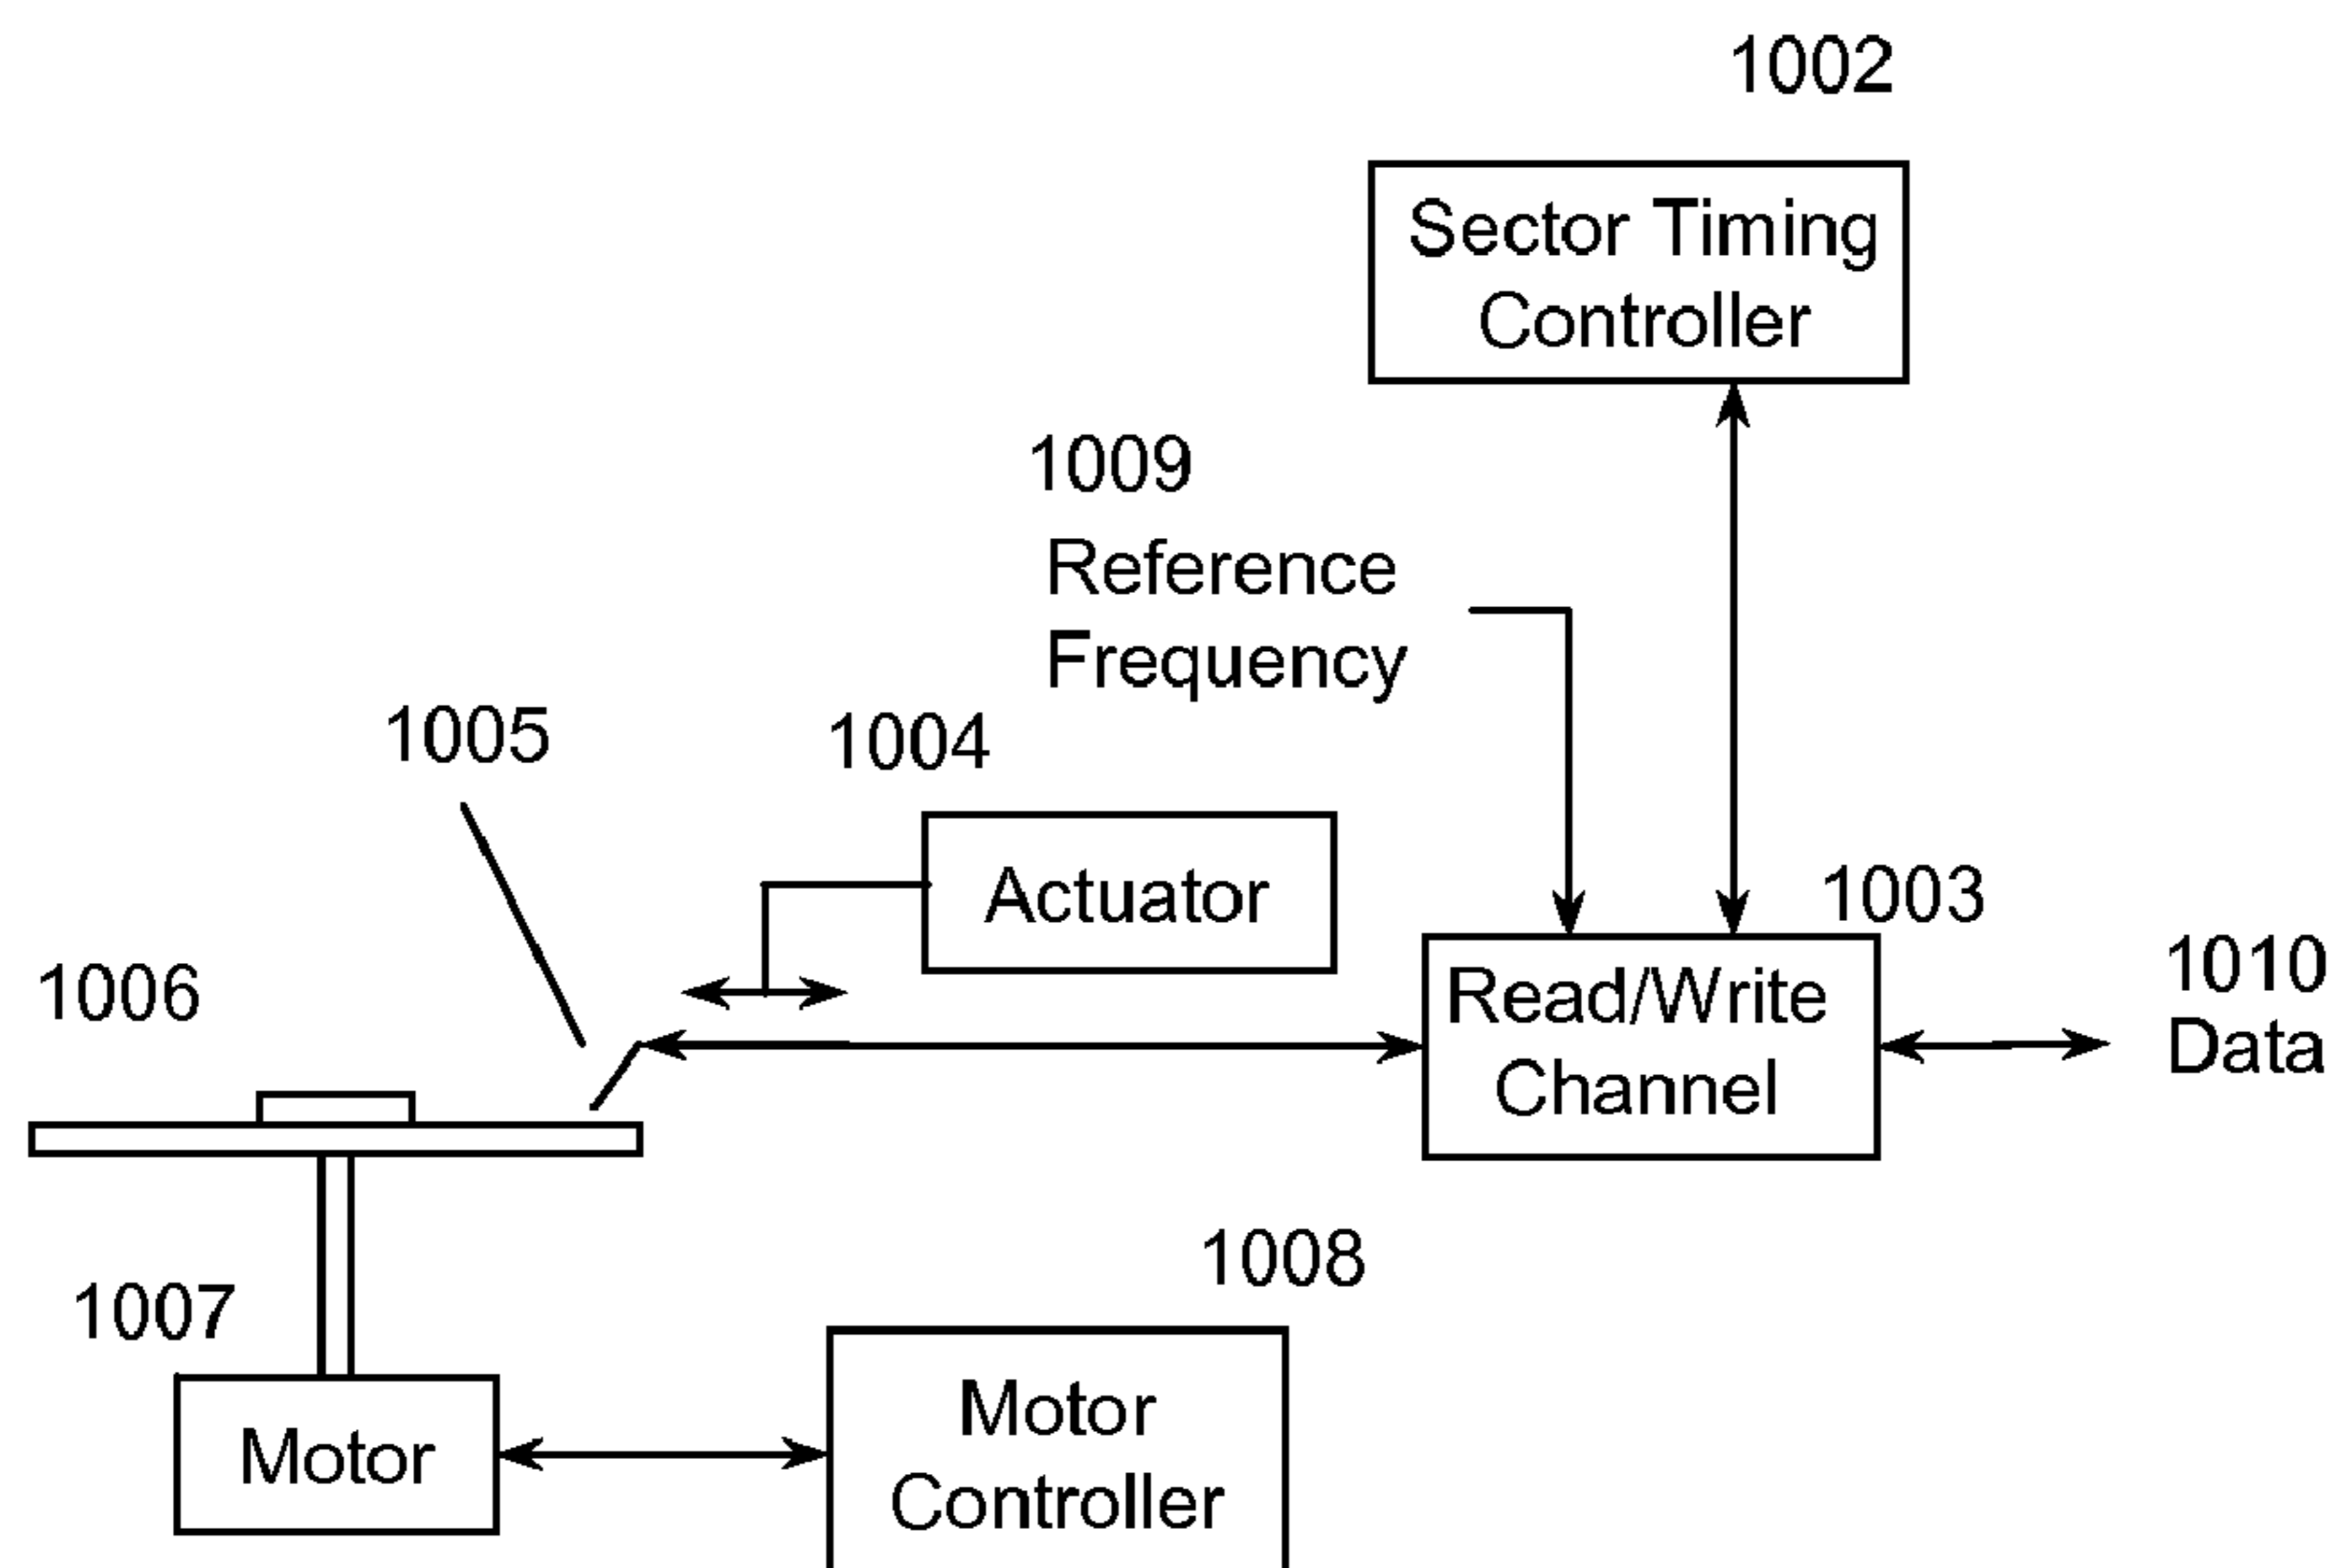 1002
Sector Timing
Controller
1009
Reference
Frequency
1005
1004
Actuator
1003
1006
Read/Write
Channel
1010
Data
1008
1007
Motor
Motor
Controller